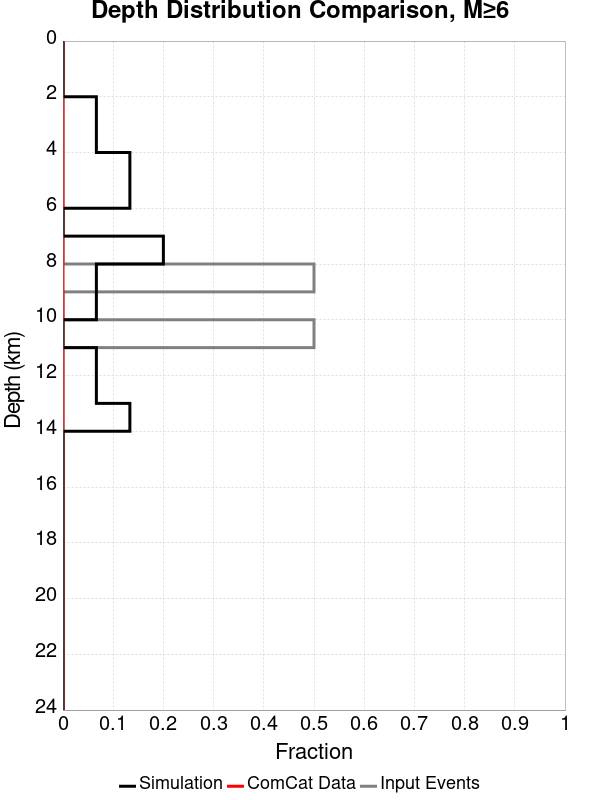 Depth Distribution Comparison, M≥6
0
2
4
6
8
10
12
14
16
18
20
22
24
Depth (km)
0 0.1 0.2 0.3 0.4 0.5 0.6 0.7 0.8 0.9 1
Fraction
Simulation ComCat Data Input Events